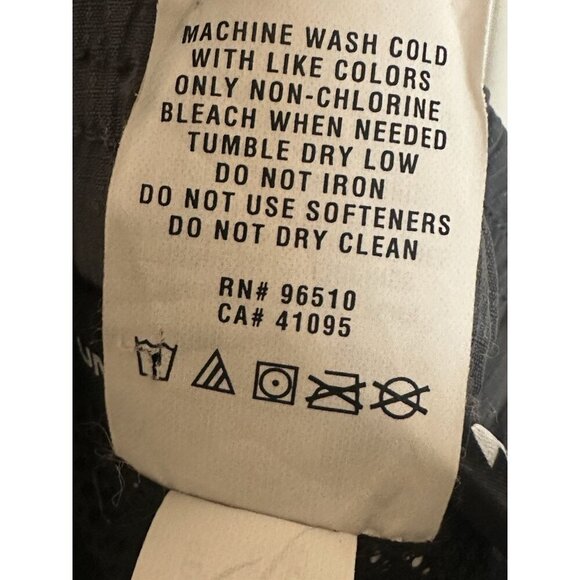 MACHINE WASH COLD
WITH LIKE COLORS
ONLY NON-CHLORINE
BLEACH WHEN NEEDED
TUMBLE DRY LOW
DO NOT IRON
DO NOT USE SOFTENERS
DO NOT DRY CLEAN
RN# 96510
CA# 41095
UN